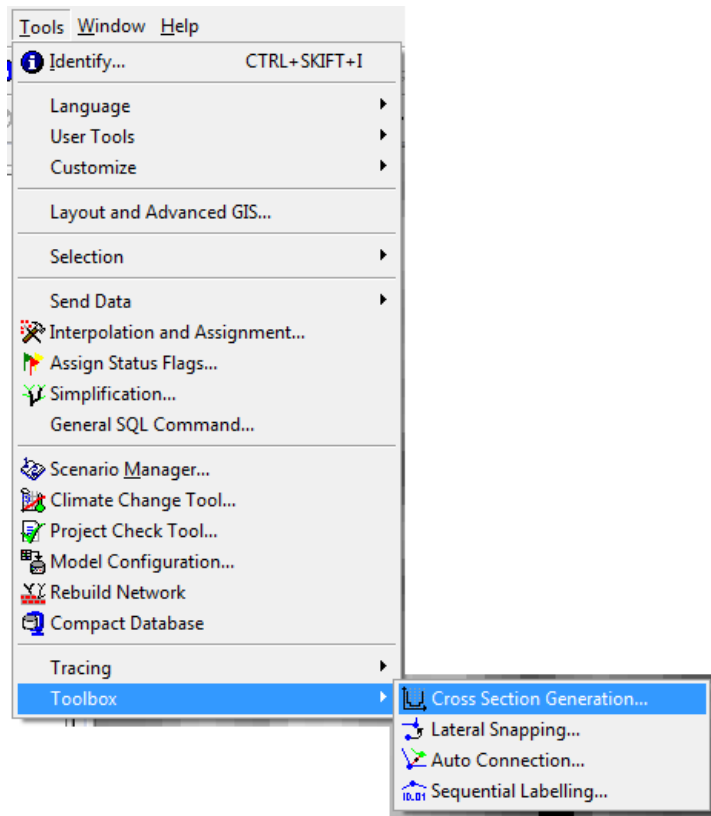 Tools Window Help
Identify... CTRL+SKIFT+I
Language
User Tools
Customize
Layout and Advanced GIS...
Selection
Send Data
Interpolation and Assignment...
Assign Status Flags...
Simplification...
General SQL Command...
Scenario Manager...
Climate Change Tool...
Project Check Tool...
Model Configuration...
Rebuild Network
Compact Database
Tracing
Toolbox
Cross Section Generation...
Lateral Snapping...
Auto Connection...
Sequential Labelling...